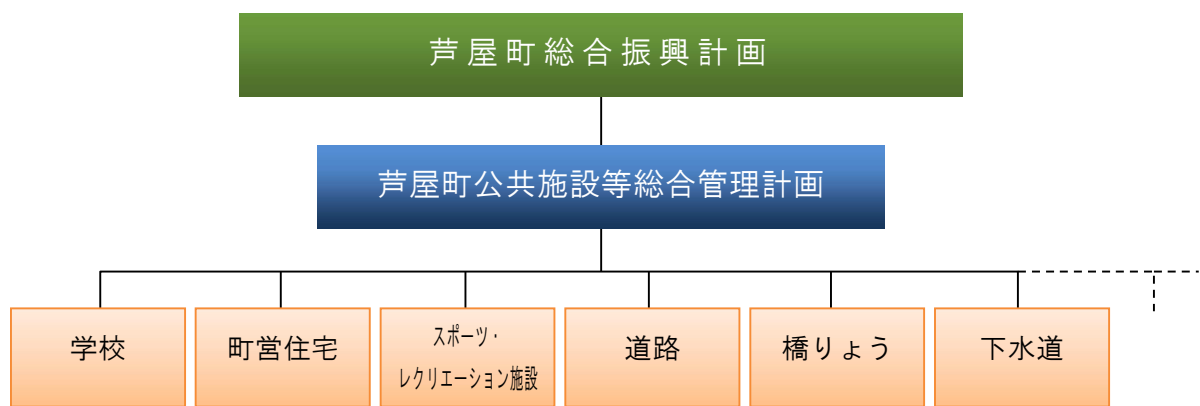 芦屋町総合振興計画
芦屋町公共施設等総合管理計画
学校
町営住宅
スポーツ・
レクリエーション施設
道路
橋りょう
下水道